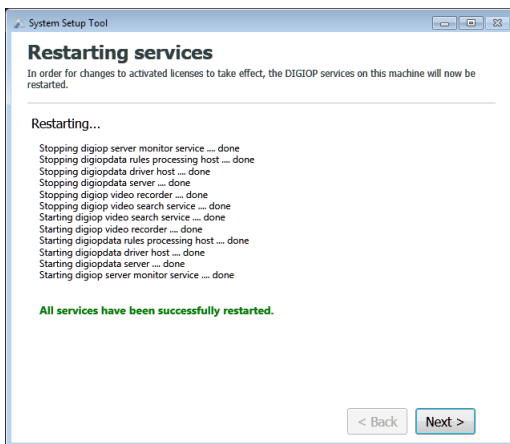 System Setup Tool
Restarting services
In order for changes to activated licenses to take effect, the DIGIOP services on this machine will now be
restarted.
Restarting...
Stopping digiop server monitor service .... done
Stopping digiopdata rules processing host .... done
Stopping digiopdata driver host .... done
Stopping digiopdata server .... done
Stopping digiop video recorder .... done
Stopping digiop video search service .... done
Starting digiop video search service .... done
Starting digiop video recorder .... done
Starting digiopdata rules processing host .... done
Starting digiopdata driver host .... done
Starting digiopdata server .... done
Starting digiop server monitor service .... done
All services have been successfully restarted.
< Back Next >